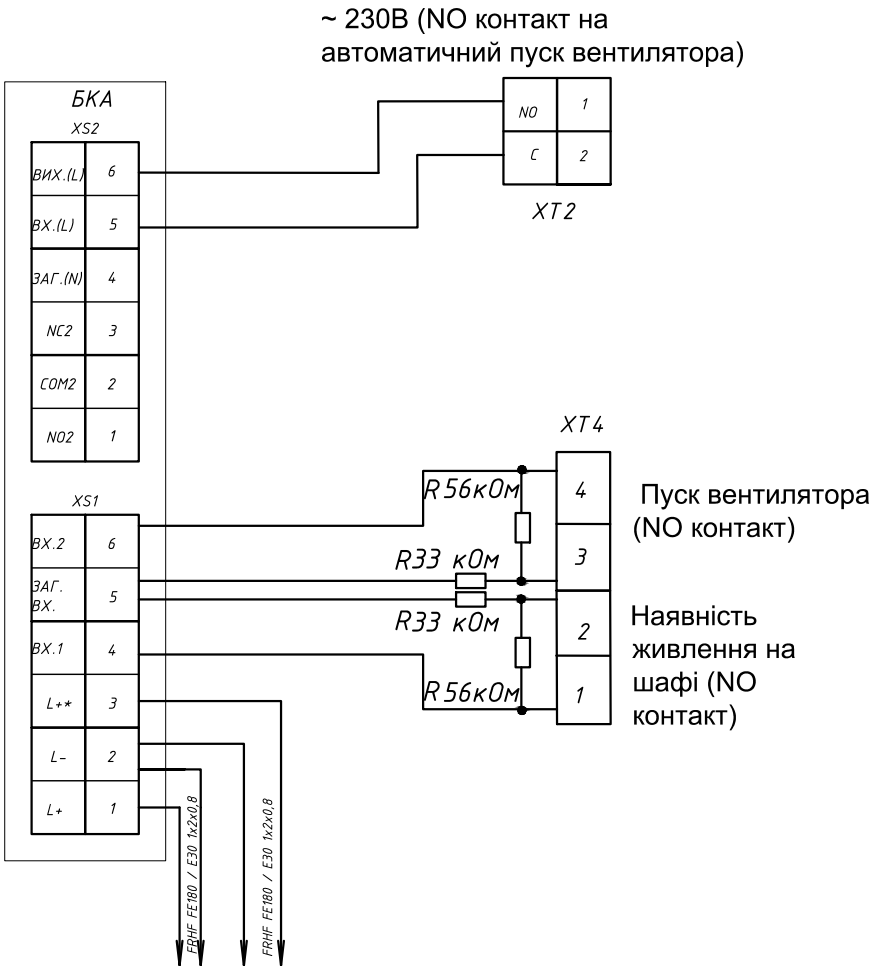 ~ 230В (NO контакт на
автоматичний пуск вентилятора)
БКА
XS2
ВИХ.(L) 6
ВХ.(L) 5
ЗАГ.(N) 4
NC2 3
COM2 2
NO2 1
NO 1
C 2
XT2
XS1
ВХ.2 6
ЗАГ.
ВХ. 5
ВХ.1 4
L+* 3
L- 2
L+ 1
XT4
4
3
2
1
R 56кОм
R33 кОм
R33 кОм
R 56кОм
Пуск вентилятора
(NO контакт)
Наявність
живлення на
шафі (NO
контакт)
FRHF FE180 / E30 1x2x0,8
FRHF FE180 / E30 1x2x0,8